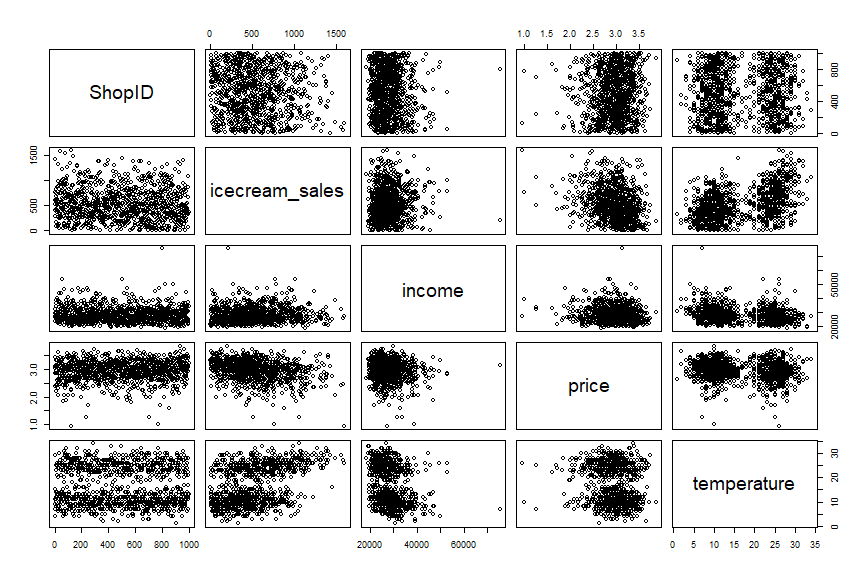 0 500 1000 1500
1.0 1.5 2.0 2.5 3.0 3.5
ShopID
0 400 800
icecream_sales
0 500 1500
income
20000 50000
price
1.0 2.0 3.0
temperature
0 10 20 30
0 200 400 600 800 1000
20000 40000 60000
0 5 10 15 20 25 30 35